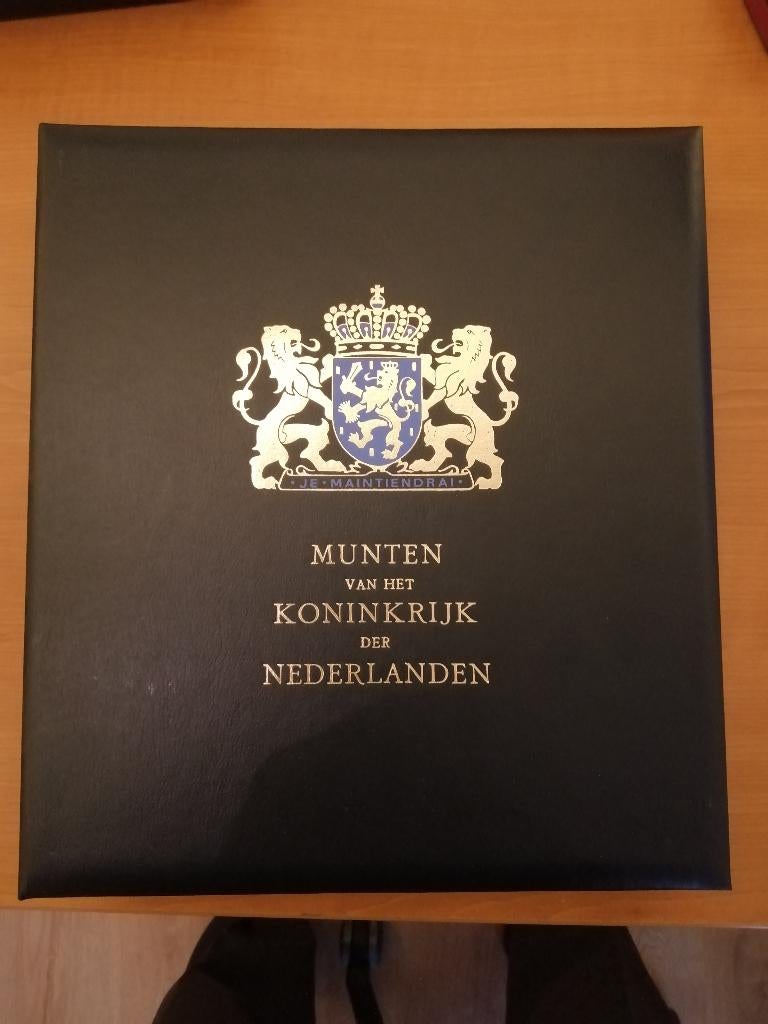 · JE · MAINTIENDRAI ·
MUNTEN
VAN HET
KONINKRIJK
DER
NEDERLANDEN